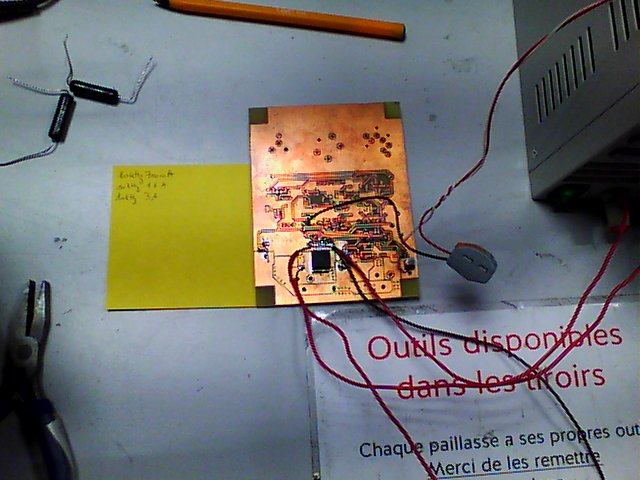 Outils disponibles
dans les tiroirs
Chaque paillasse a ses propres out
Merci de les remettre